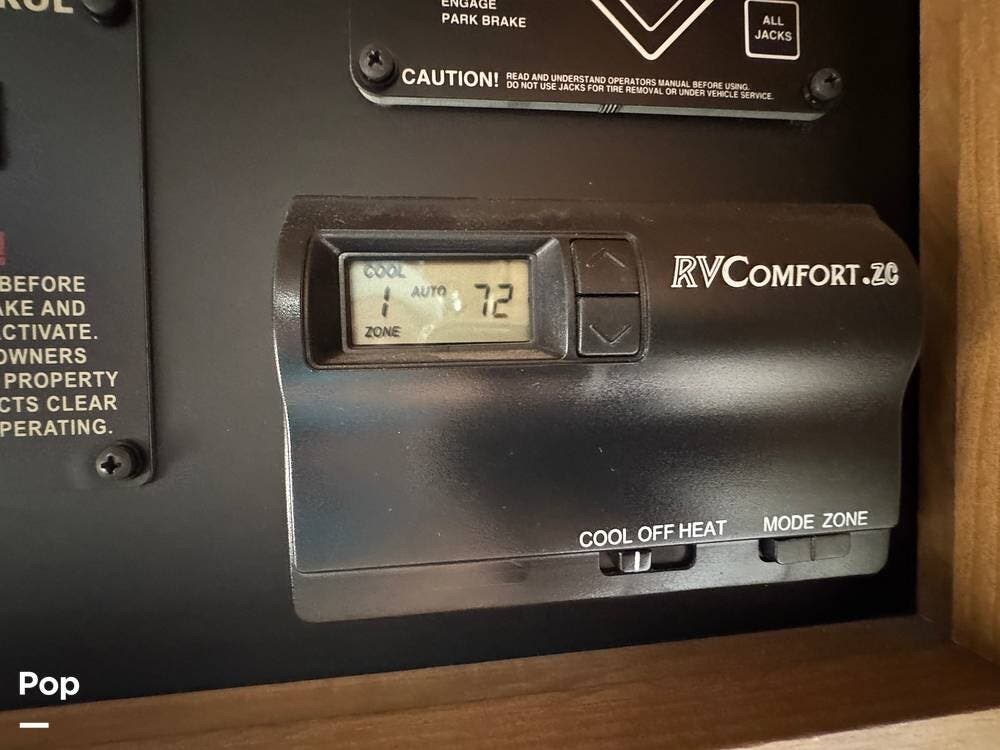 ROL
ENGAGE
PARK BRAKE
ALL
JACKS
CAUTION! READ AND UNDERSTAND OPERATORS MANUAL BEFORE USING.
DO NOT USE JACKS FOR TIRE REMOVAL OR UNDER VEHICLE SERVICE.
!
BEFORE
AKE AND
ACTIVATE.
OWNERS
PROPERTY
CTS CLEAR
PERATING.
COOL
1 AUTO 72
ZONE
RVCOMFORT.ZC
COOL OFF HEAT MODE ZONE
Pop